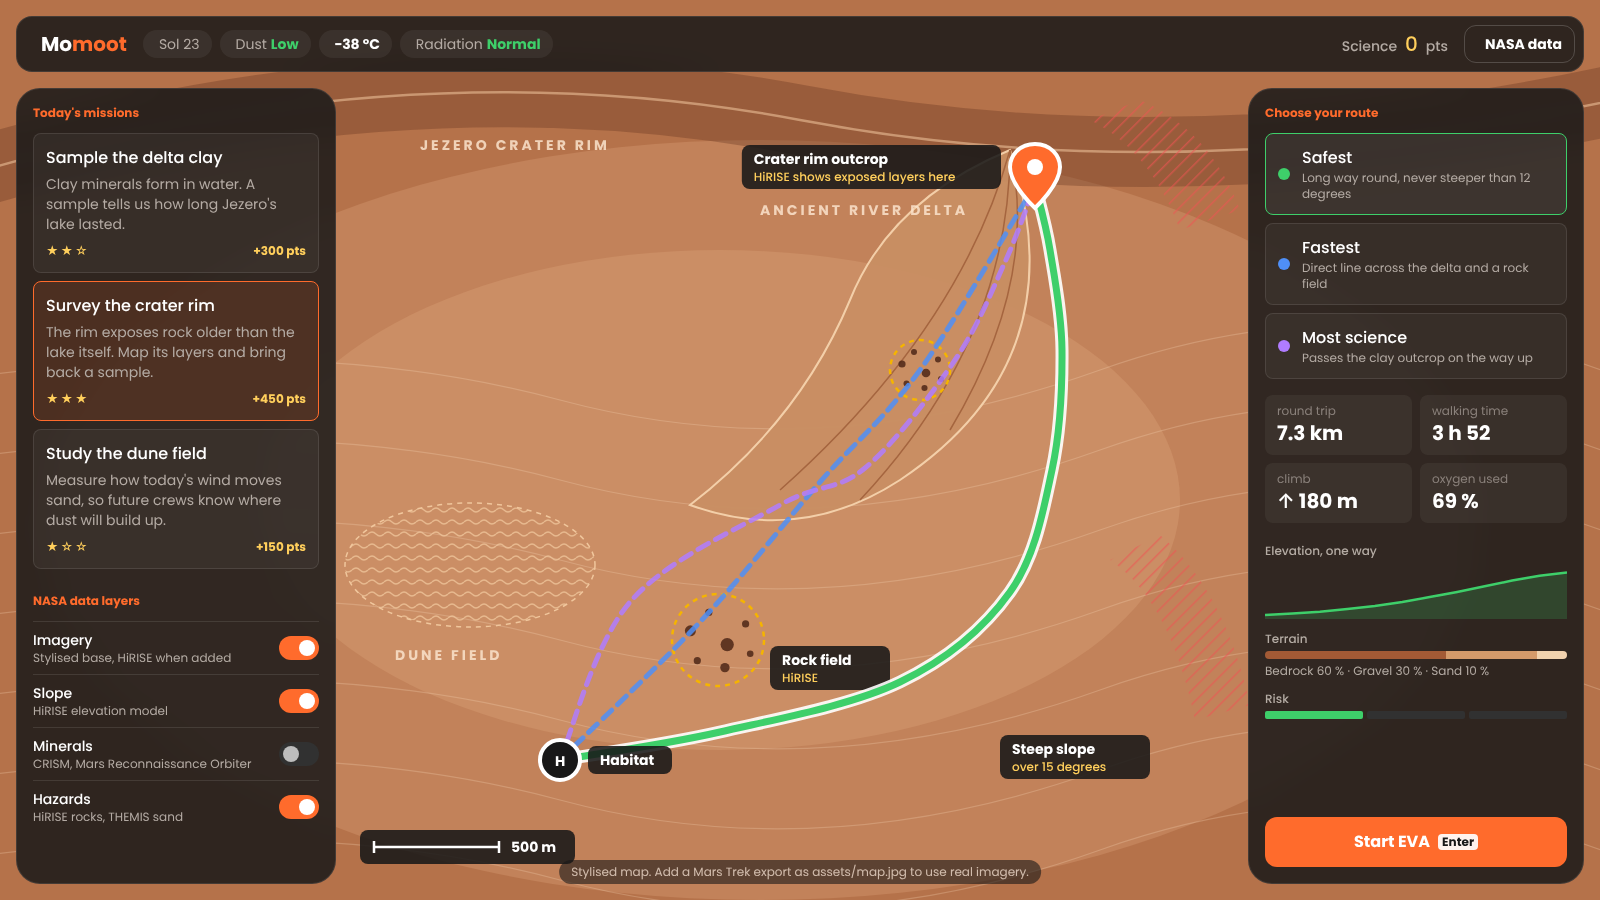 Momoot
Sol 23
Dust Low
-38 °C
Radiation Normal
Science 0 pts
NASA data
Today's missions
Sample the delta clay
Clay minerals form in water. A
sample tells us how long Jezero's
lake lasted.
★ ★ ☆ +300 pts
Survey the crater rim
The rim exposes rock older than the
lake itself. Map its layers and bring
back a sample.
★ ★ ★ +450 pts
Study the dune field
Measure how today's wind moves
sand, so future crews know where
dust will build up.
★ ☆ ☆ +150 pts
NASA data layers
Imagery
Stylised base, HiRISE when added
Slope
HiRISE elevation model
Minerals
CRISM, Mars Reconnaissance Orbiter
Hazards
HiRISE rocks, THEMIS sand
JEZERO CRATER RIM
Crater rim outcrop
HiRISE shows exposed layers here
ANCIENT RIVER DELTA
DUNE FIELD
Rock field
HiRISE
H
Habitat
Steep slope
over 15 degrees
500 m
Stylised map. Add a Mars Trek export as assets/map.jpg to use real imagery.
Choose your route
Safest
Long way round, never steeper than 12
degrees
Fastest
Direct line across the delta and a rock
field
Most science
Passes the clay outcrop on the way up
round trip
7.3 km
walking time
3 h 52
climb
↑ 180 m
oxygen used
69 %
Elevation, one way
Terrain
Bedrock 60 % · Gravel 30 % · Sand 10 %
Risk
Start EVA Enter